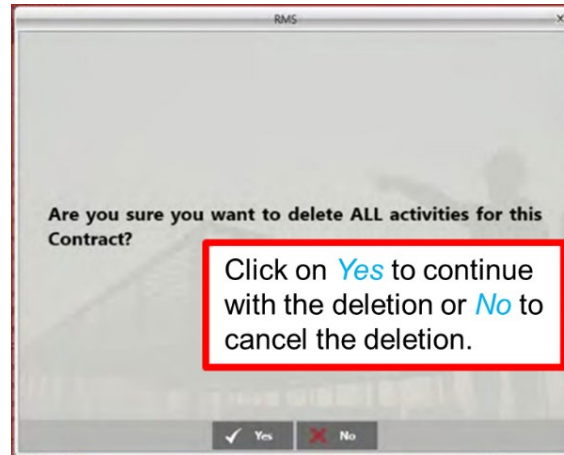 RMS
Are you sure you want to delete ALL activities for this
Contract?
Click on Yes to continue
with the deletion or No to
cancel the deletion.
Yes No